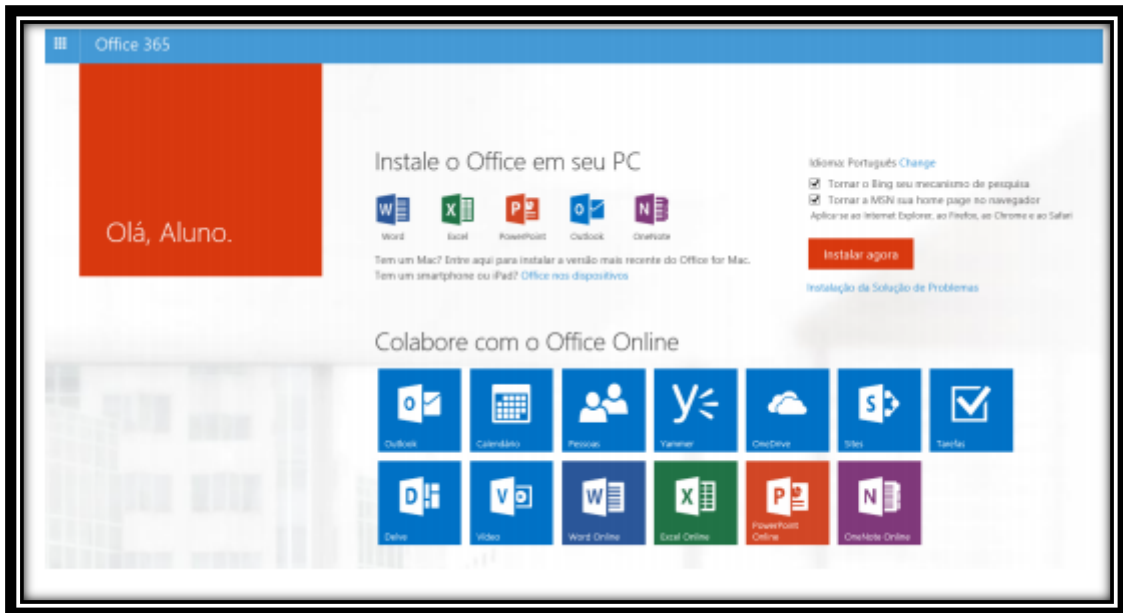 Office 365
Olá, Aluno.
Instale o Office em seu PC
Word Excel PowerPoint Outlook OneNote
Tem um Mac? Entre aqui para instalar a versão mais recente do Office for Mac.
Tem um smartphone ou iPad? Office nos dispositivos
Idioma: Português Change
Tornar o Bing seu mecanismo de pesquisa
Tornar a MSN sua home page no navegador
Aplica-se ao Internet Explorer, ao Firefox, ao Chrome e ao Safari
Instalar agora
Instalação da Solução de Problemas
Colabore com o Office Online
Outlook Calendário Pessoas Yammer OneDrive Sites Tarefas
Delve Vídeo Word Online Excel Online PowerPoint Online OneNote Online